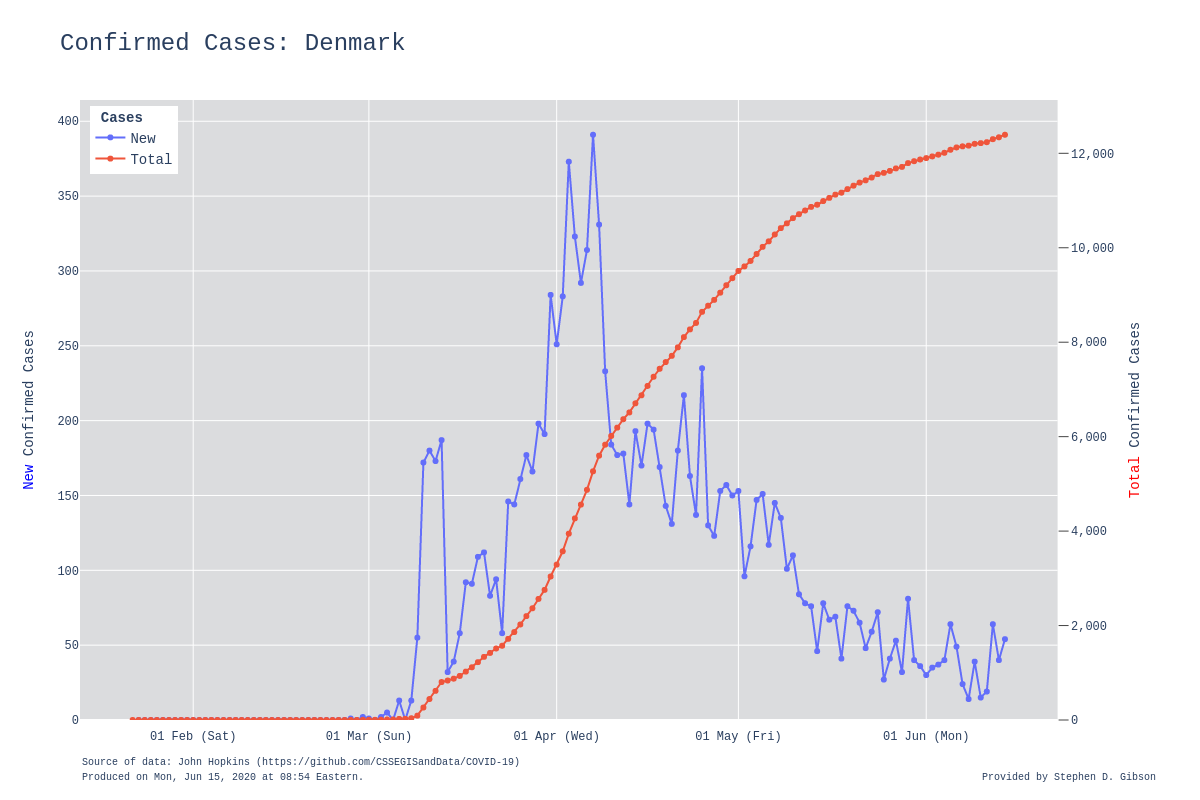 Confirmed Cases: Denmark
Cases
New
Total
400
350
300
250
200
150
100
50
0
New Confirmed Cases
12,000
10,000
8,000
6,000
4,000
2,000
0
Total Confirmed Cases
01 Feb (Sat) 01 Mar (Sun) 01 Apr (Wed) 01 May (Fri) 01 Jun (Mon)
Source of data: John Hopkins (https://github.com/CSSEGISandData/COVID-19)
Produced on Mon, Jun 15, 2020 at 08:54 Eastern.
Provided by Stephen D. Gibson